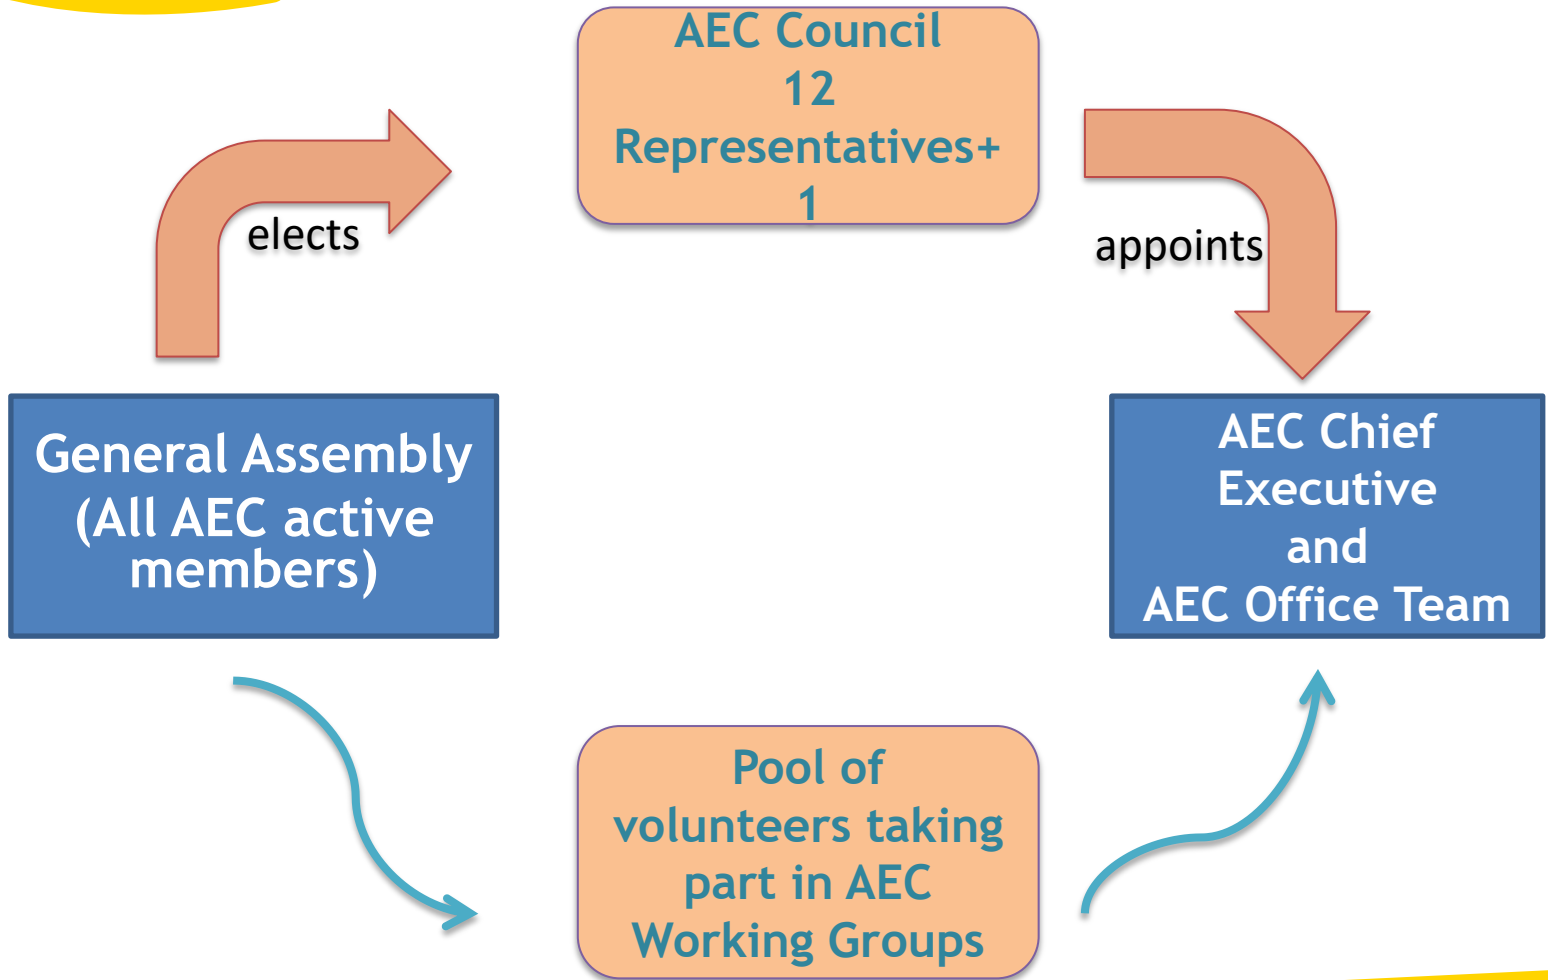 AEC Council
12
Representatives+
1
elects
appoints
General Assembly
(All AEC active
members)
AEC Chief
Executive
and
AEC Office Team
Pool of
volunteers taking
part in AEC
Working Groups